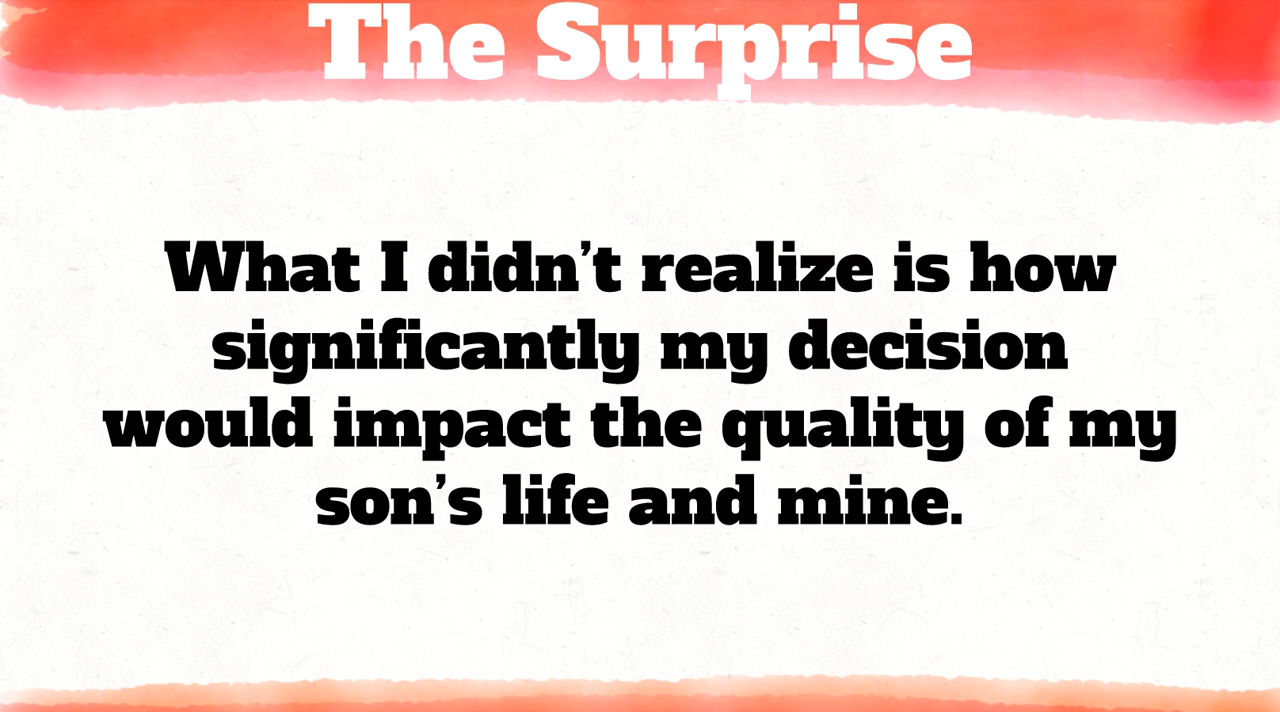 The Surprise
What I didn’t realize is how
significantly my decision
would impact the quality of my
son’s life and mine.